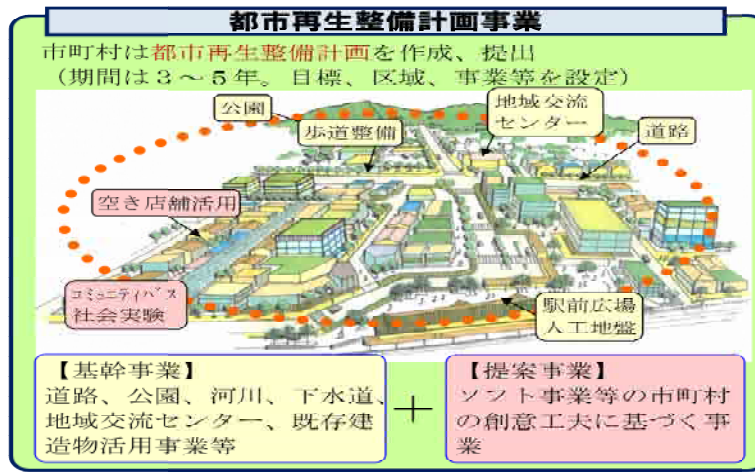 都市再生整備計画事業
市町村は都市再生整備計画を作成、提出
（期間は３～５年。目標、区域、事業等を設定）
公園
歩道整備
地域交流
センター
道路
空き店舗活用
ｺﾐｭﾆﾃｨﾊﾞｽ
社会実験
駅前広場
人工地盤
【基幹事業】
道路、公園、河川、下水道、
地域交流センター、既存建
造物活用事業等
＋
【提案事業】
ソフト事業等の市町村
の創意工夫に基づく事
業